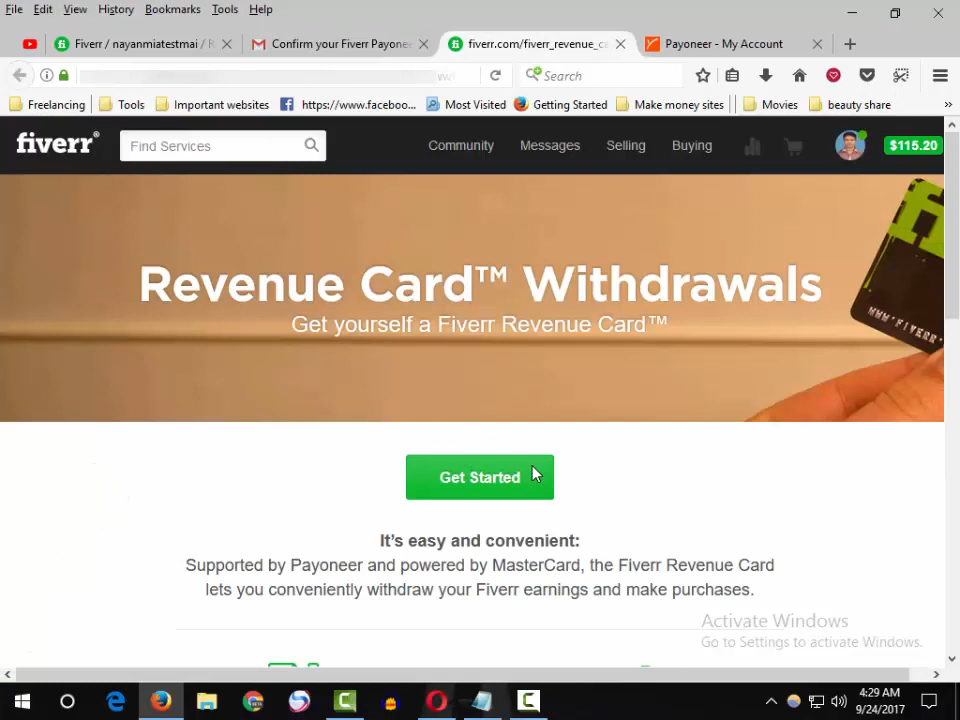 File Edit View History Bookmarks Tools Help
Fiverr / nayanmiatestmai / R
Confirm your Fiverr Payone
fiverr.com/fiverr_revenue_ca
Payoneer - My Account
Search
Freelancing Tools Important websites https://www.faceboo... Most Visited Getting Started Make money sites Movies beauty share
fiverr®
Find Services
Community Messages Selling Buying $115.20
Revenue Card™ Withdrawals
Get yourself a Fiverr Revenue Card™
WWW.FIVERR.
Get Started
It's easy and convenient:
Supported by Payoneer and powered by MasterCard, the Fiverr Revenue Card
lets you conveniently withdraw your Fiverr earnings and make purchases.
Activate Windows
Go to Settings to activate Windows.
4:29 AM
9/24/2017